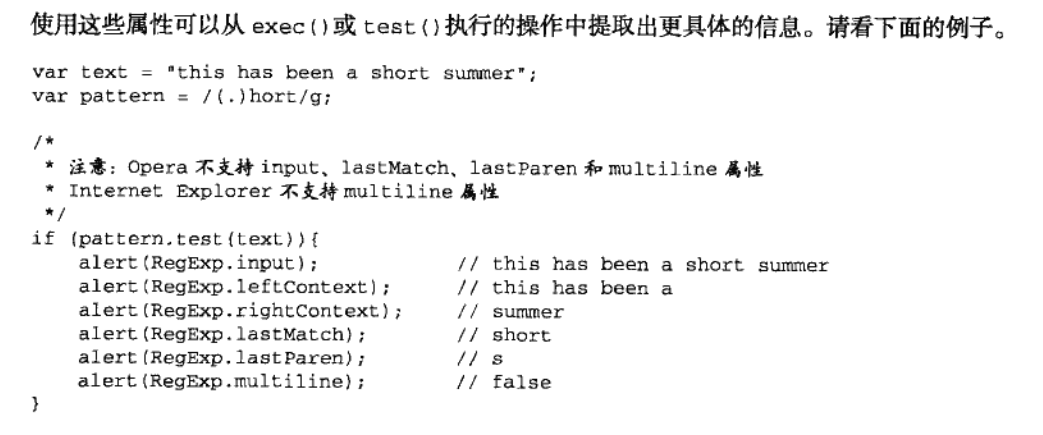 使用这些属性可以从 exec()或 test()执行的操作中提取出更具体的信息。请看下面的例子。
var text = "this has been a short summer";
var pattern = /(.)hort/g;
/*
 * 注意：Opera 不支持 input、lastMatch、lastParen 和 multiline 属性
 * Internet Explorer 不支持 multiline 属性
 */
if (pattern.test(text)){
    alert(RegExp.input);               // this has been a short summer
    alert(RegExp.leftContext);         // this has been a
    alert(RegExp.rightContext);        // summer
    alert(RegExp.lastMatch);           // short
    alert(RegExp.lastParen);           // s
    alert(RegExp.multiline);           // false
}